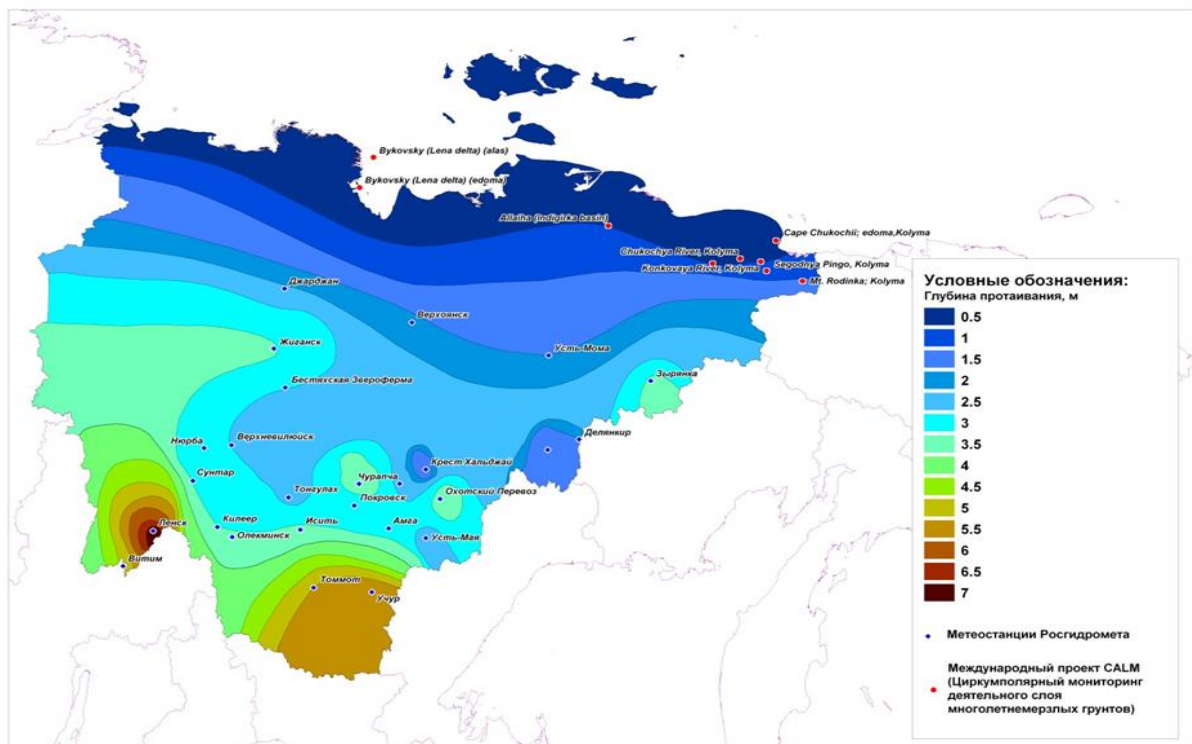 Bykovsky (Lena delta) (alas)
Bykovsky (Lena delta) (edoma)
Allaiha (Indigirka basin)
Cape Chukochii; edoma,Kolyma
Chukochya River, Kolyma
Segodnya Pingo, Kolyma
Konkovaya River, Kolyma
Mt. Rodinka; Kolyma
Джарджан
Верхоянск
Жиганск
Усть Мома
Бестяхская Звероферма
Зырянка
Верхневилюйск
Нюрба
Делянкир
Крест Хальджай
Сунтар
Чурапча
Тонгулах
Охотский Перевоз
Покровск
Ленск
Килеер
Исить
Амга
Олекминск
Усть-Мая
Витим
Томмот
Учур
Условные обозначения:
Глубина протаивания, м
0.5
1
1.5
2
2.5
3
3.5
4
4.5
5
5.5
6
6.5
7
Метеостанции Росгидромета
Международный проект CALM
(Циркумполярный мониторинг
деятельного слоя
многолетнемерзлых грунтов)